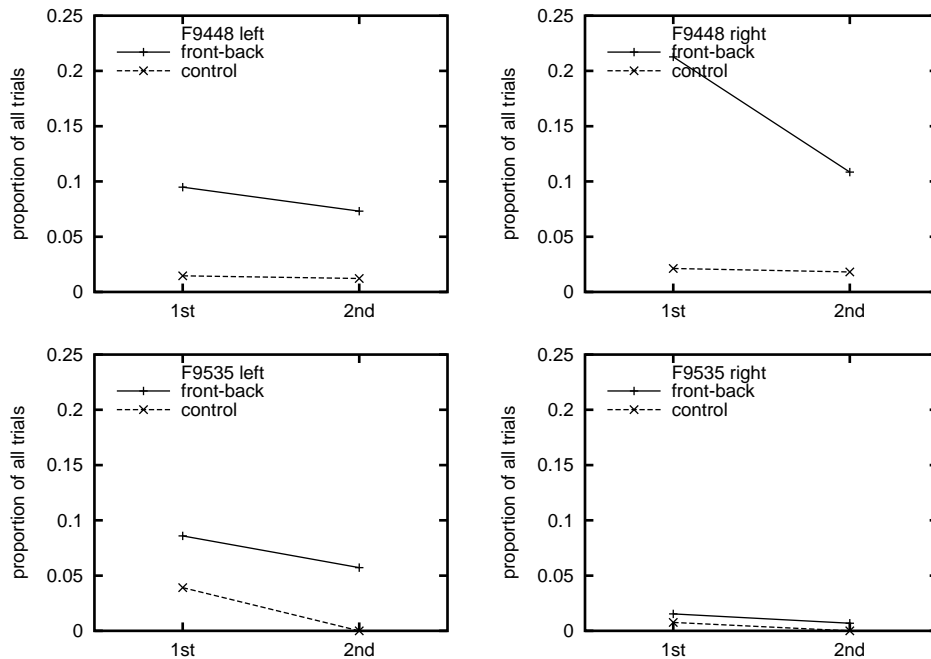 F9448 left
front-back
control
proportion of all trials
0.25
0.2
0.15
0.1
0.05
0
1st 2nd
F9448 right
front-back
control
proportion of all trials
0.25
0.2
0.15
0.1
0.05
0
1st 2nd
F9535 left
front-back
control
proportion of all trials
0.25
0.2
0.15
0.1
0.05
0
1st 2nd
F9535 right
front-back
control
proportion of all trials
0.25
0.2
0.15
0.1
0.05
0
1st 2nd